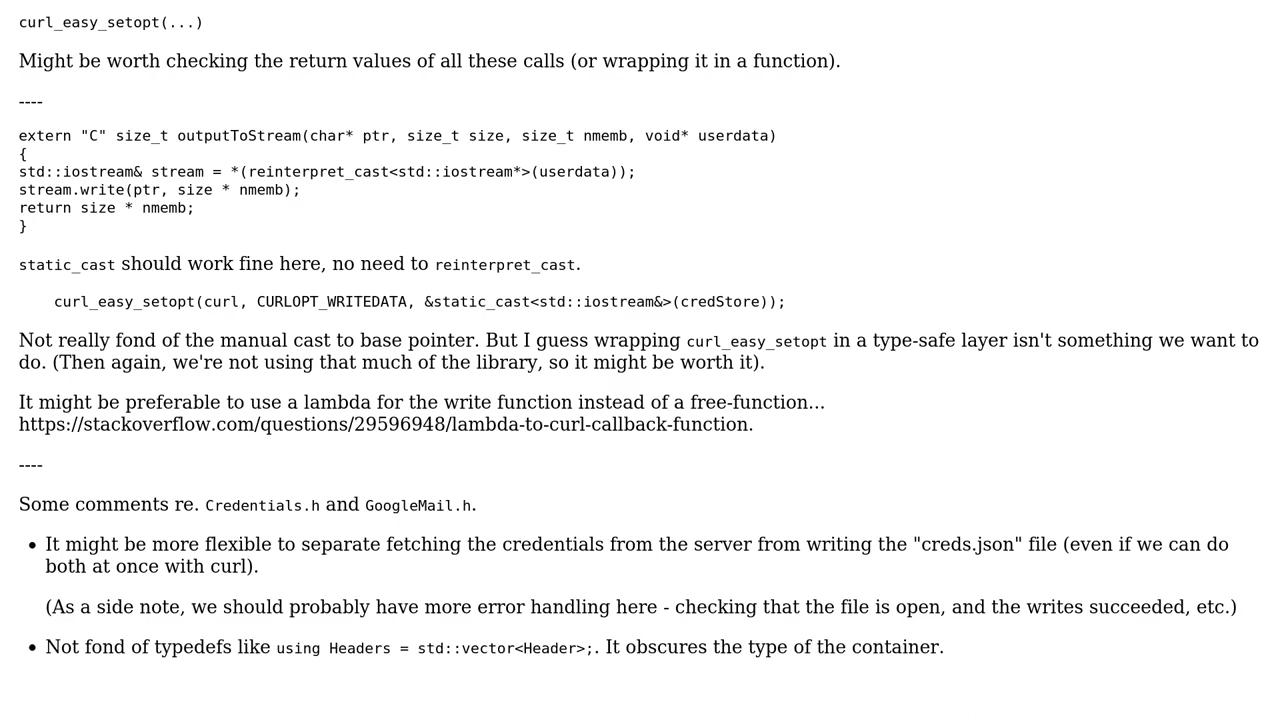 curl_easy_setopt(...)
Might be worth checking the return values of all these calls (or wrapping it in a function).
----
extern "C" size_t outputToStream(char* ptr, size_t size, size_t nmemb, void* userdata)
{
std::iostream& stream = *(reinterpret_cast<std::iostream*>(userdata));
stream.write(ptr, size * nmemb);
return size * nmemb;
}
static_cast should work fine here, no need to reinterpret_cast.
curl_easy_setopt(curl, CURLOPT_WRITEDATA, &static_cast<std::iostream&>(credStore));
Not really fond of the manual cast to base pointer. But I guess wrapping curl_easy_setopt in a type-safe layer isn't something we want to
do. (Then again, we're not using that much of the library, so it might be worth it).
It might be preferable to use a lambda for the write function instead of a free-function...
https://stackoverflow.com/questions/29596948/lambda-to-curl-callback-function.
----
Some comments re. Credentials.h and GoogleMail.h.
• It might be more flexible to separate fetching the credentials from the server from writing the "creds.json" file (even if we can do
both at once with curl).
(As a side note, we should probably have more error handling here - checking that the file is open, and the writes succeeded, etc.)
• Not fond of typedefs like using Headers = std::vector<Header>;. It obscures the type of the container.